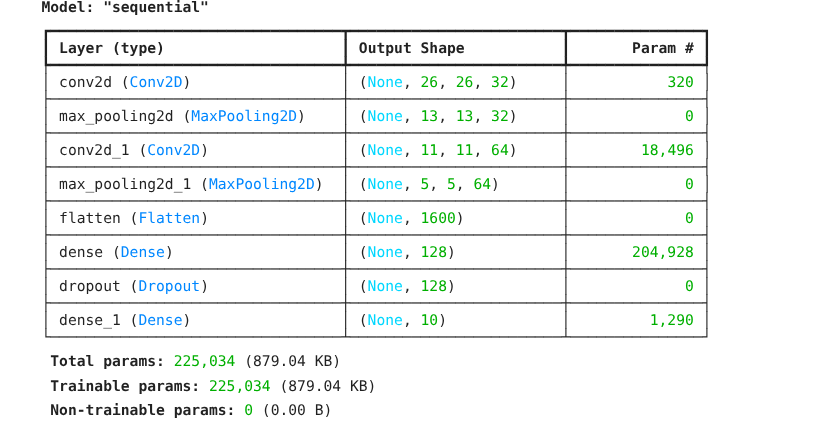 Model: "sequential"
Layer (type) Output Shape Param #
conv2d (Conv2D) (None, 26, 26, 32) 320
max_pooling2d (MaxPooling2D) (None, 13, 13, 32) 0
conv2d_1 (Conv2D) (None, 11, 11, 64) 18,496
max_pooling2d_1 (MaxPooling2D) (None, 5, 5, 64) 0
flatten (Flatten) (None, 1600) 0
dense (Dense) (None, 128) 204,928
dropout (Dropout) (None, 128) 0
dense_1 (Dense) (None, 10) 1,290
Total params: 225,034 (879.04 KB)
Trainable params: 225,034 (879.04 KB)
Non-trainable params: 0 (0.00 B)